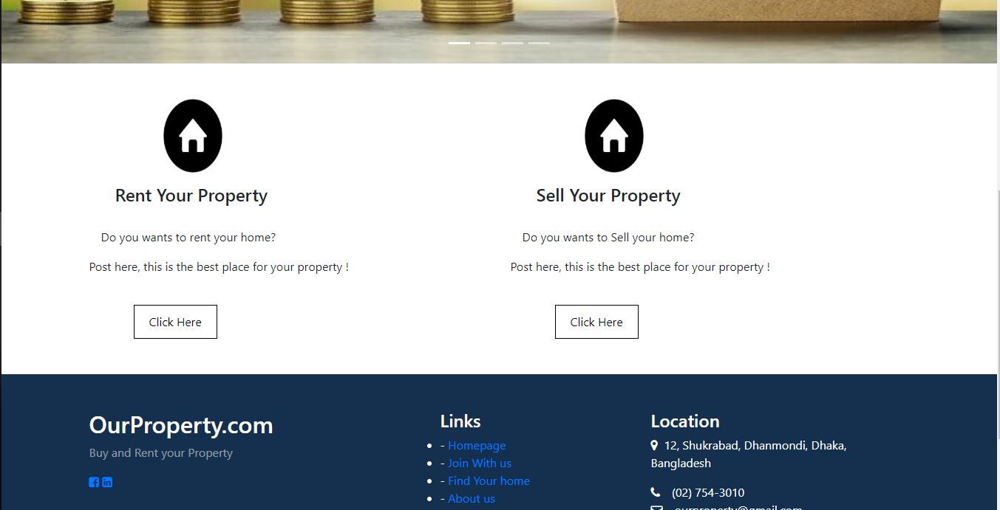 Rent Your Property
Do you wants to rent your home?
Post here, this is the best place for your property !
Click Here
Sell Your Property
Do you wants to Sell your home?
Post here, this is the best place for your property !
Click Here
OurProperty.com
Buy and Rent your Property
Links
- Homepage
- Join With us
- Find Your home
- About us
Location
12, Shukrabad, Dhanmondi, Dhaka,
Bangladesh
(02) 754-3010
ourproperty@gmail.com